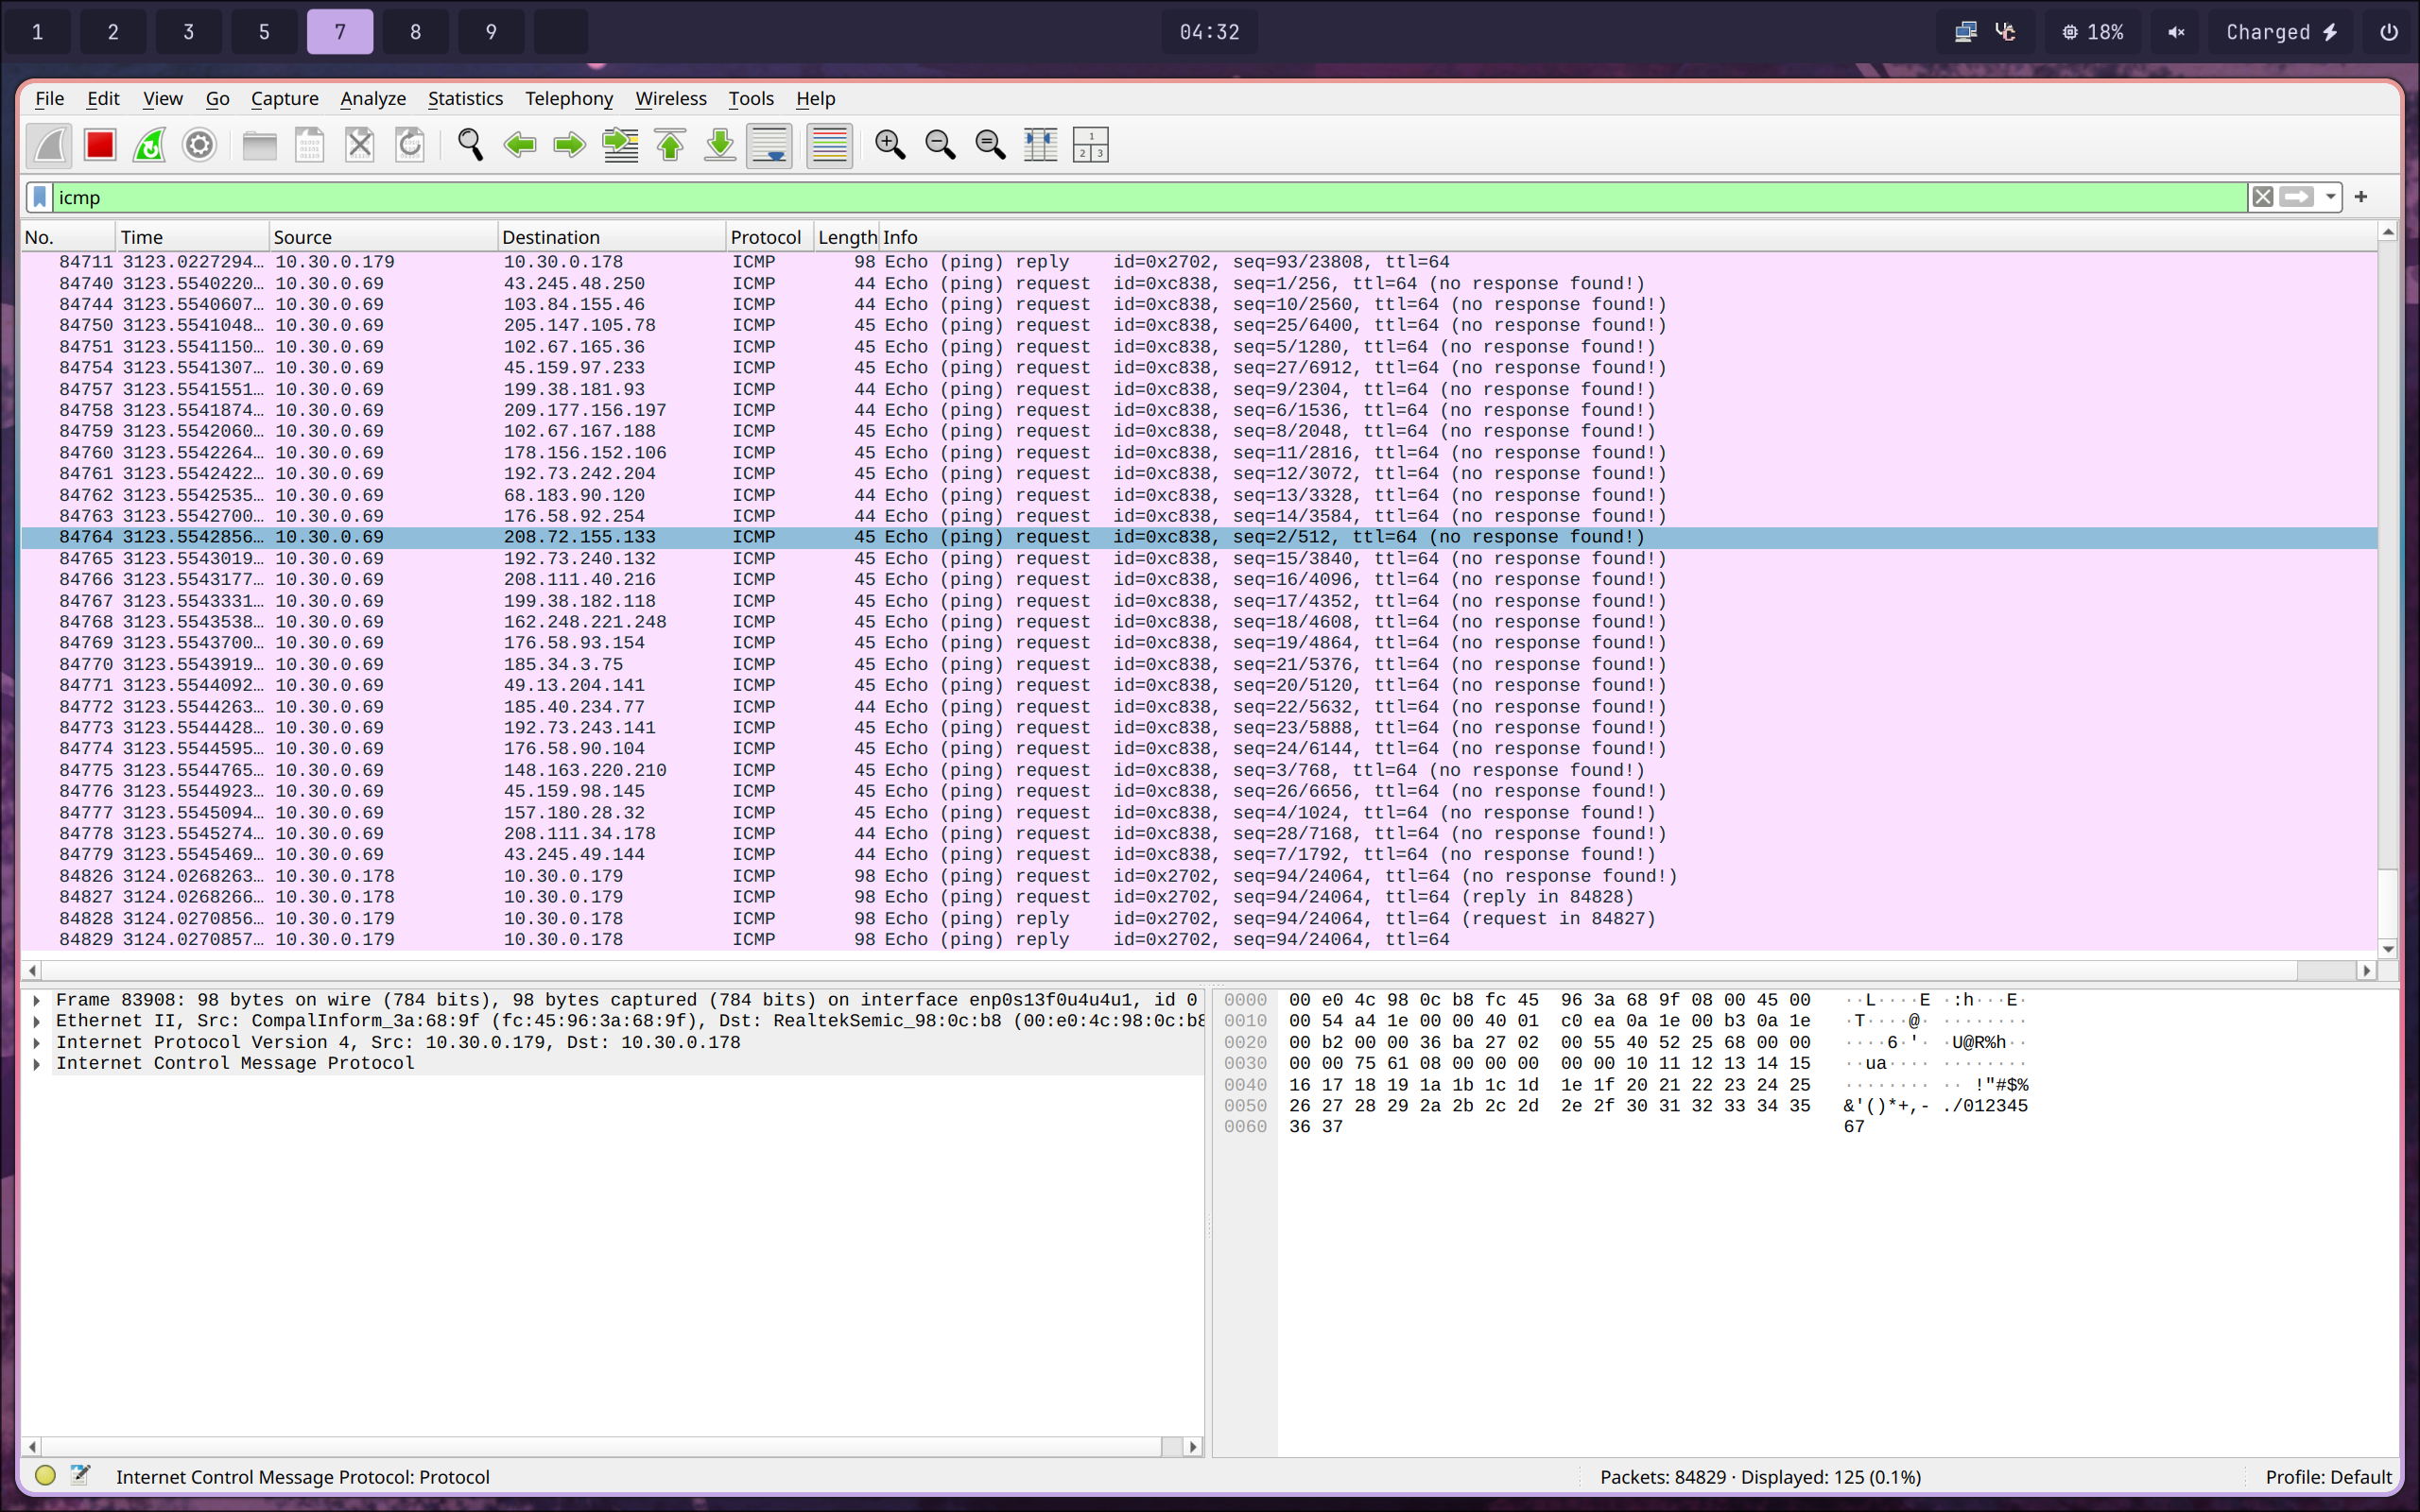 1 2 3 5 7 8 9 04:32 18% Charged
File Edit View Go Capture Analyze Statistics Telephony Wireless Tools Help
icmp
No. Time Source Destination Protocol Length Info
84711 3123.0227294… 10.30.0.179 10.30.0.178 ICMP 98 Echo (ping) reply id=0x2702, seq=93/23808, ttl=64
84740 3123.5540220… 10.30.0.69 43.245.48.250 ICMP 44 Echo (ping) request id=0xc838, seq=1/256, ttl=64 (no response found!)
84744 3123.5540607… 10.30.0.69 103.84.155.46 ICMP 44 Echo (ping) request id=0xc838, seq=10/2560, ttl=64 (no response found!)
84750 3123.5541048… 10.30.0.69 205.147.105.78 ICMP 45 Echo (ping) request id=0xc838, seq=25/6400, ttl=64 (no response found!)
84751 3123.5541150… 10.30.0.69 102.67.165.36 ICMP 45 Echo (ping) request id=0xc838, seq=5/1280, ttl=64 (no response found!)
84754 3123.5541307… 10.30.0.69 45.159.97.233 ICMP 45 Echo (ping) request id=0xc838, seq=27/6912, ttl=64 (no response found!)
84757 3123.5541551… 10.30.0.69 199.38.181.93 ICMP 44 Echo (ping) request id=0xc838, seq=9/2304, ttl=64 (no response found!)
84758 3123.5541874… 10.30.0.69 209.177.156.197 ICMP 44 Echo (ping) request id=0xc838, seq=6/1536, ttl=64 (no response found!)
84759 3123.5542060… 10.30.0.69 102.67.167.188 ICMP 45 Echo (ping) request id=0xc838, seq=8/2048, ttl=64 (no response found!)
84760 3123.5542264… 10.30.0.69 178.156.152.106 ICMP 45 Echo (ping) request id=0xc838, seq=11/2816, ttl=64 (no response found!)
84761 3123.5542422… 10.30.0.69 192.73.242.204 ICMP 45 Echo (ping) request id=0xc838, seq=12/3072, ttl=64 (no response found!)
84762 3123.5542535… 10.30.0.69 68.183.90.120 ICMP 44 Echo (ping) request id=0xc838, seq=13/3328, ttl=64 (no response found!)
84763 3123.5542700… 10.30.0.69 176.58.92.254 ICMP 44 Echo (ping) request id=0xc838, seq=14/3584, ttl=64 (no response found!)
84764 3123.5542856… 10.30.0.69 208.72.155.133 ICMP 45 Echo (ping) request id=0xc838, seq=2/512, ttl=64 (no response found!)
84765 3123.5543019… 10.30.0.69 192.73.240.132 ICMP 45 Echo (ping) request id=0xc838, seq=15/3840, ttl=64 (no response found!)
84766 3123.5543177… 10.30.0.69 208.111.40.216 ICMP 45 Echo (ping) request id=0xc838, seq=16/4096, ttl=64 (no response found!)
84767 3123.5543331… 10.30.0.69 199.38.182.118 ICMP 45 Echo (ping) request id=0xc838, seq=17/4352, ttl=64 (no response found!)
84768 3123.5543538… 10.30.0.69 162.248.221.248 ICMP 45 Echo (ping) request id=0xc838, seq=18/4608, ttl=64 (no response found!)
84769 3123.5543700… 10.30.0.69 176.58.93.154 ICMP 45 Echo (ping) request id=0xc838, seq=19/4864, ttl=64 (no response found!)
84770 3123.5543919… 10.30.0.69 185.34.3.75 ICMP 45 Echo (ping) request id=0xc838, seq=21/5376, ttl=64 (no response found!)
84771 3123.5544092… 10.30.0.69 49.13.204.141 ICMP 45 Echo (ping) request id=0xc838, seq=20/5120, ttl=64 (no response found!)
84772 3123.5544263… 10.30.0.69 185.40.234.77 ICMP 44 Echo (ping) request id=0xc838, seq=22/5632, ttl=64 (no response found!)
84773 3123.5544428… 10.30.0.69 192.73.243.141 ICMP 45 Echo (ping) request id=0xc838, seq=23/5888, ttl=64 (no response found!)
84774 3123.5544595… 10.30.0.69 176.58.90.104 ICMP 45 Echo (ping) request id=0xc838, seq=24/6144, ttl=64 (no response found!)
84775 3123.5544765… 10.30.0.69 148.163.220.210 ICMP 45 Echo (ping) request id=0xc838, seq=3/768, ttl=64 (no response found!)
84776 3123.5544923… 10.30.0.69 45.159.98.145 ICMP 45 Echo (ping) request id=0xc838, seq=26/6656, ttl=64 (no response found!)
84777 3123.5545094… 10.30.0.69 157.180.28.32 ICMP 45 Echo (ping) request id=0xc838, seq=4/1024, ttl=64 (no response found!)
84778 3123.5545274… 10.30.0.69 208.111.34.178 ICMP 44 Echo (ping) request id=0xc838, seq=28/7168, ttl=64 (no response found!)
84779 3123.5545469… 10.30.0.69 43.245.49.144 ICMP 44 Echo (ping) request id=0xc838, seq=7/1792, ttl=64 (no response found!)
84826 3124.0268263… 10.30.0.178 10.30.0.179 ICMP 98 Echo (ping) request id=0x2702, seq=94/24064, ttl=64 (no response found!)
84827 3124.0268266… 10.30.0.178 10.30.0.179 ICMP 98 Echo (ping) request id=0x2702, seq=94/24064, ttl=64 (reply in 84828)
84828 3124.0270856… 10.30.0.179 10.30.0.178 ICMP 98 Echo (ping) reply id=0x2702, seq=94/24064, ttl=64 (request in 84827)
84829 3124.0270857… 10.30.0.179 10.30.0.178 ICMP 98 Echo (ping) reply id=0x2702, seq=94/24064, ttl=64
Frame 83908: 98 bytes on wire (784 bits), 98 bytes captured (784 bits) on interface enp0s13f0u4u4u1, id 0
Ethernet II, Src: CompalInform_3a:68:9f (fc:45:96:3a:68:9f), Dst: RealtekSemic_98:0c:b8 (00:e0:4c:98:0c:b8
Internet Protocol Version 4, Src: 10.30.0.179, Dst: 10.30.0.178
Internet Control Message Protocol
0000 00 e0 4c 98 0c b8 fc 45 96 3a 68 9f 08 00 45 00 ··L····E ·:h···E·
0010 00 54 a4 1e 00 00 40 01 c0 ea 0a 1e 00 b3 0a 1e ·T····@· ········
0020 00 b2 00 00 36 ba 27 02 00 55 40 52 25 68 00 00 ····6·'· ·U@R%h··
0030 00 00 75 61 08 00 00 00 00 00 10 11 12 13 14 15 ··ua···· ········
0040 16 17 18 19 1a 1b 1c 1d 1e 1f 20 21 22 23 24 25 ········ ·· !"#$%
0050 26 27 28 29 2a 2b 2c 2d 2e 2f 30 31 32 33 34 35 &'()*+,- ./012345
0060 36 37 67
Internet Control Message Protocol: Protocol Packets: 84829 · Displayed: 125 (0.1%) Profile: Default